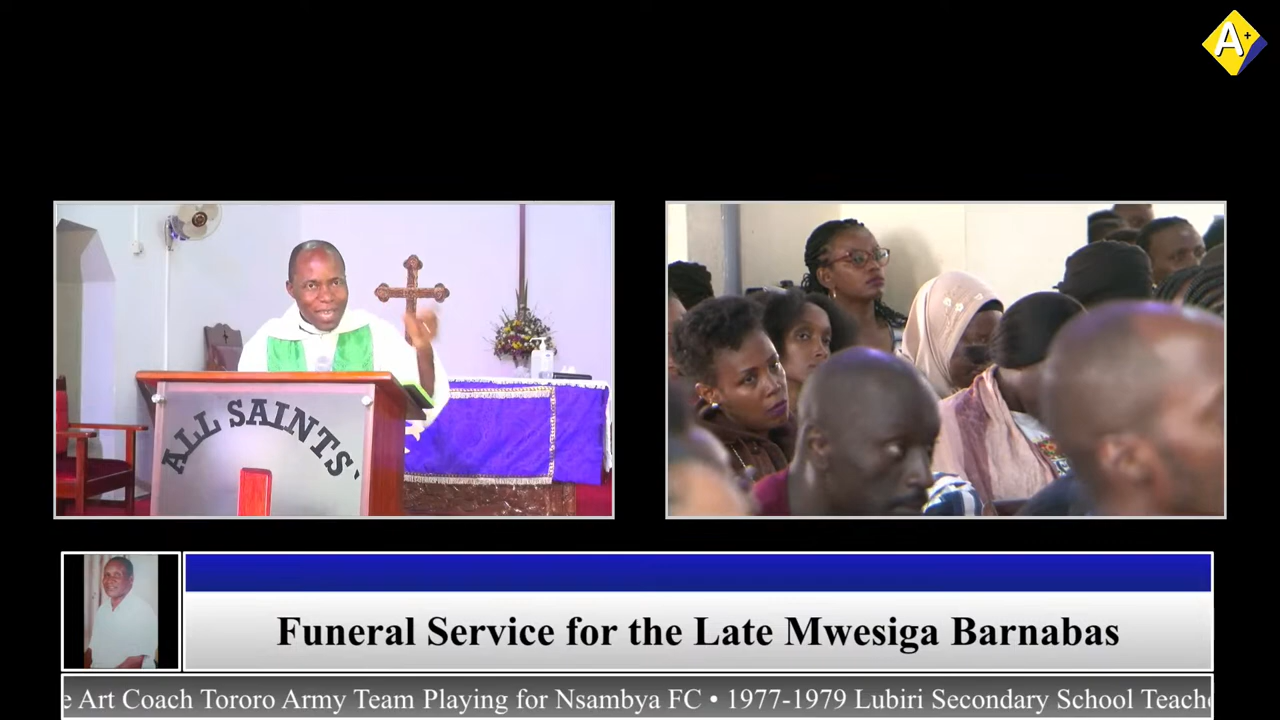 A+
ALL SAINTS'
Funeral Service for the Late Mwesiga Barnabas
Art Coach Tororo Army Team Playing for Nsambya FC • 1977-1979 Lubiri Secondary School